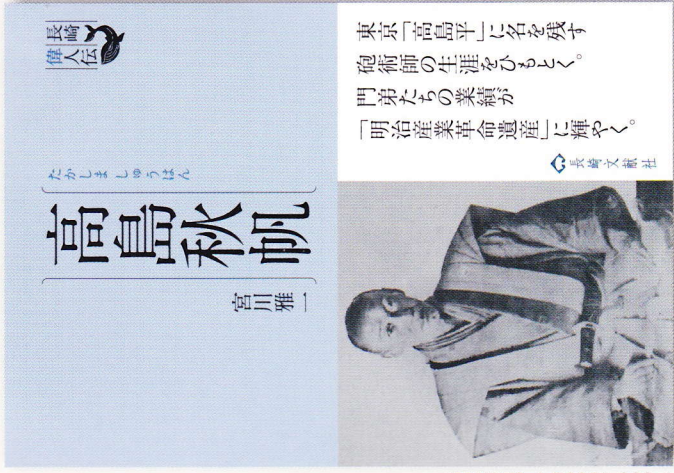 長崎
偉人伝
たかしま しゅうはん
高島秋帆
宮川雅一
東京「高島平」に名を残す
砲術師の生涯をひもとく。
門弟たちの業績が
「明治産業革命遺産」に輝やく。
長崎文献社